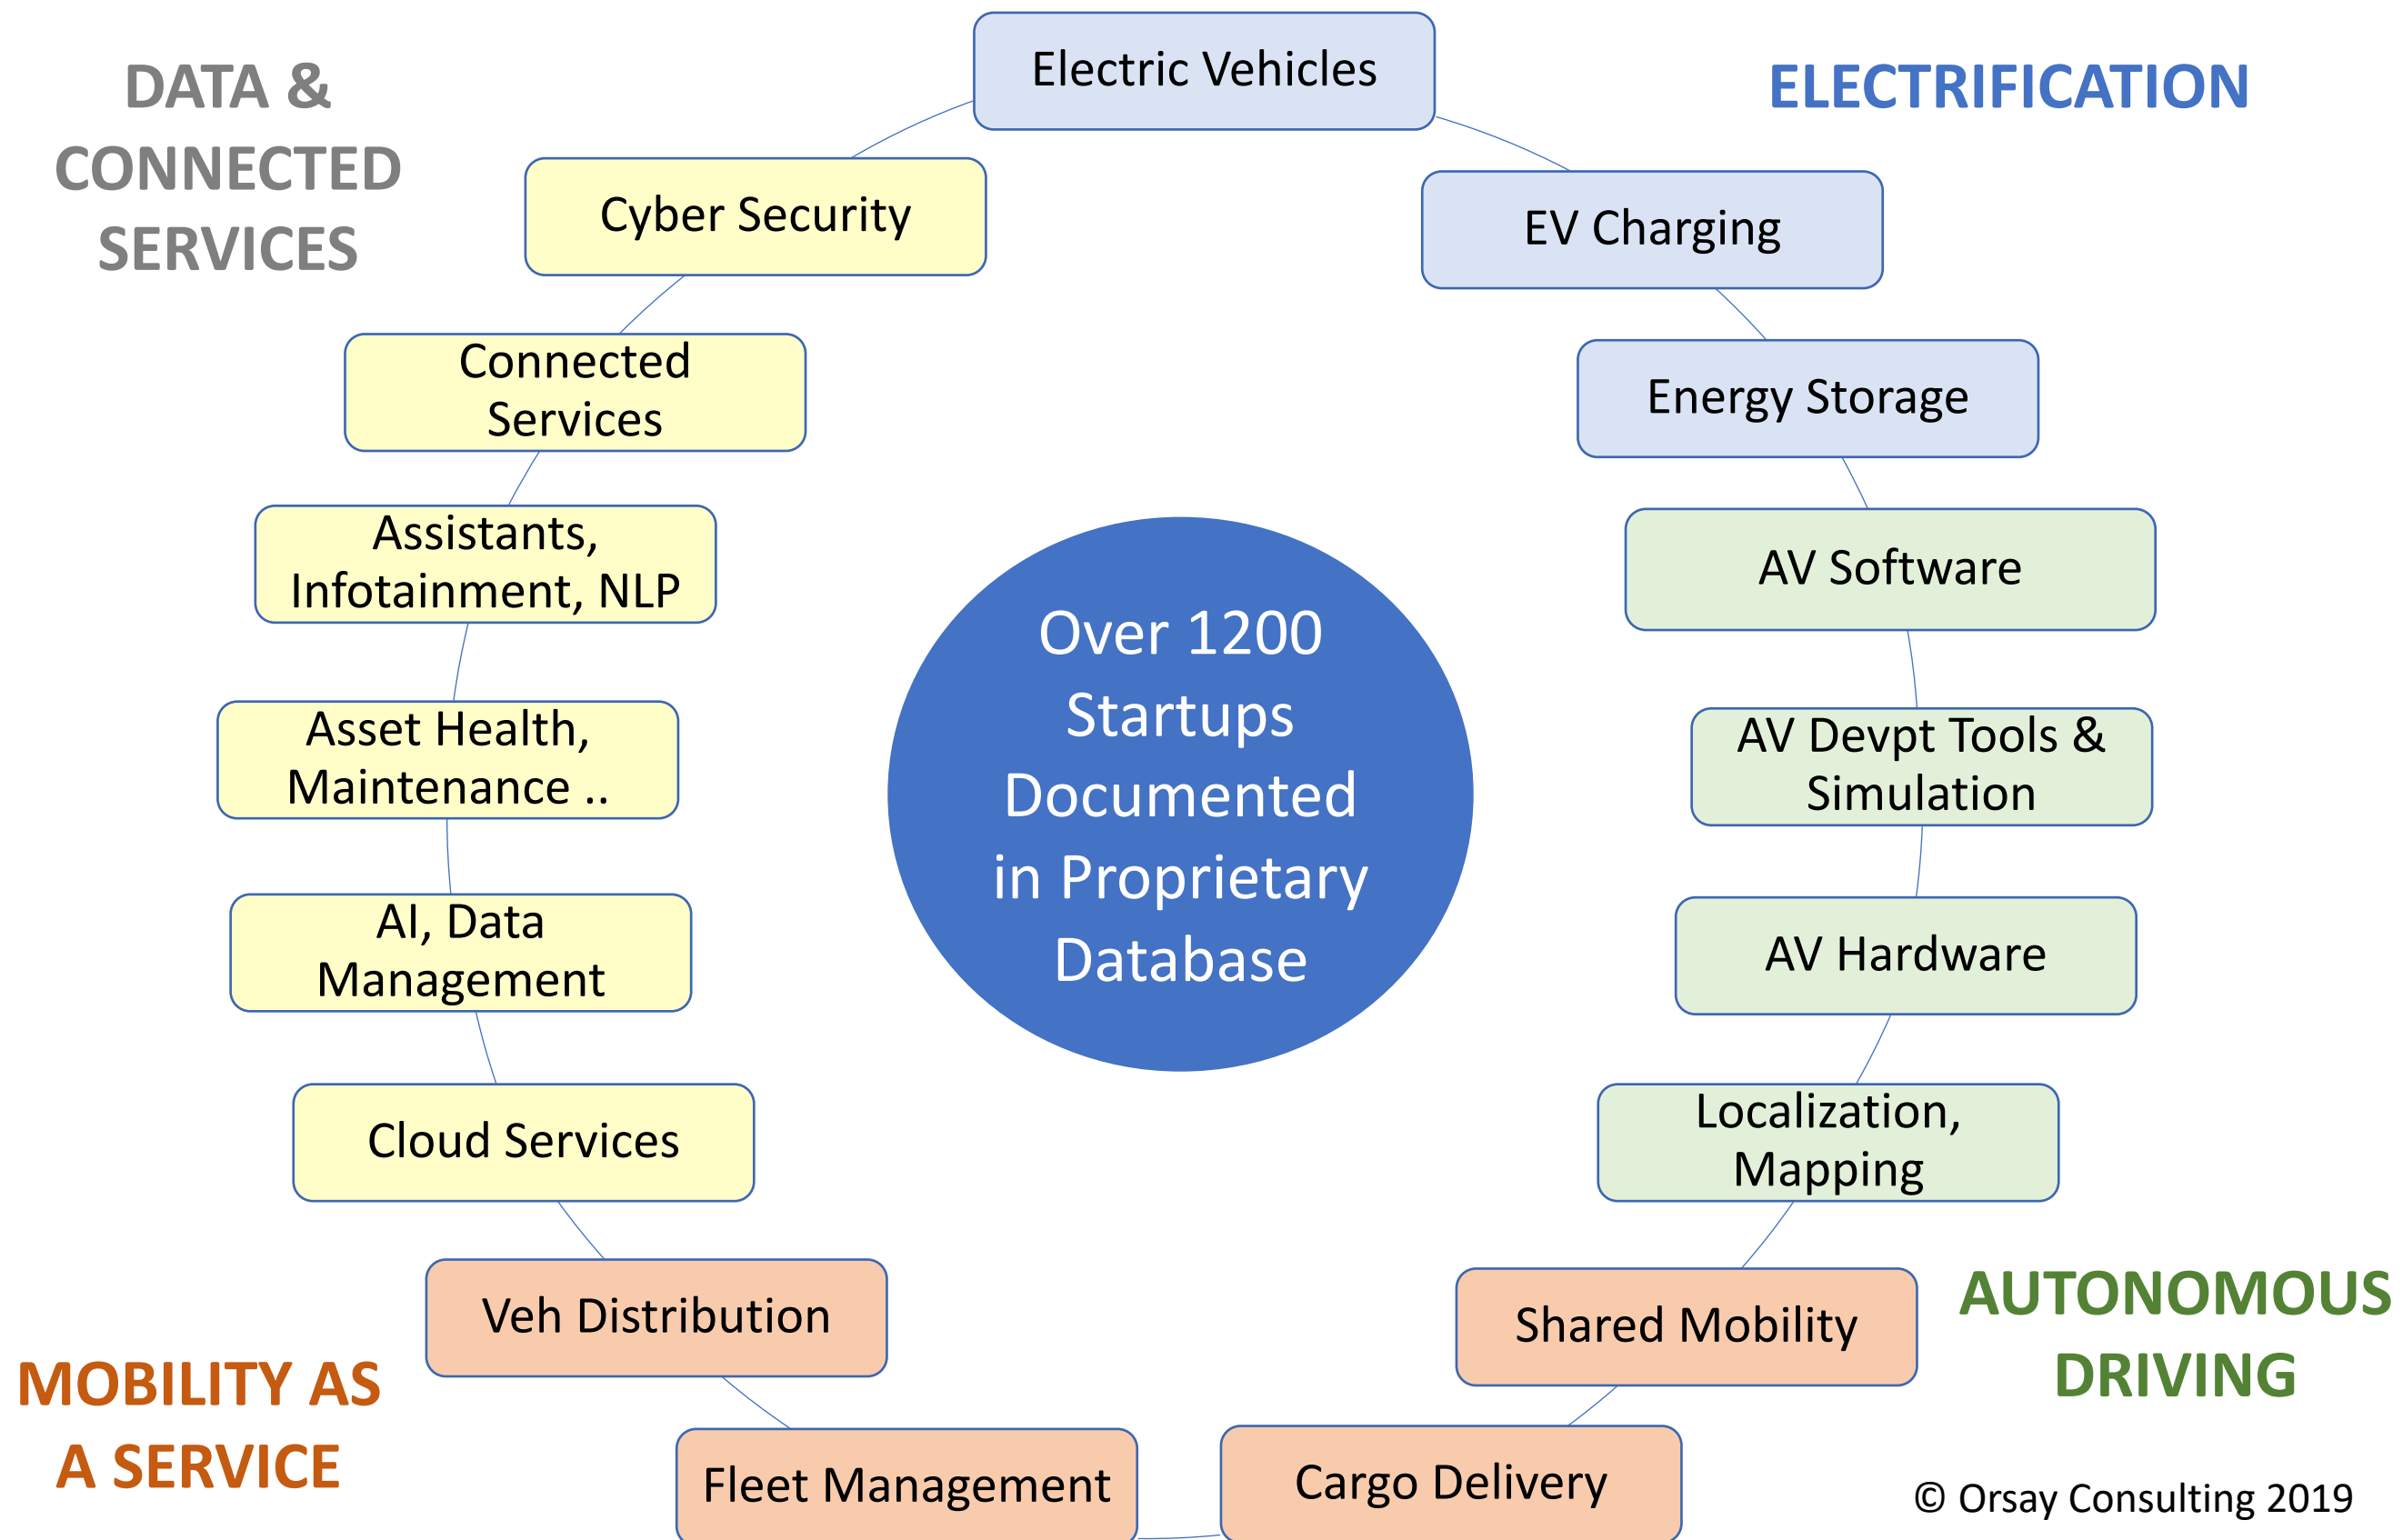 DATA &
CONNECTED
SERVICES
Electric Vehicles
ELECTRIFICATION
Cyber Security
EV Charging
Connected
Services
Energy Storage
Assistants,
Infotainment, NLP
AV Software
Asset Health,
Maintenance ..
AV Devpt Tools &
Simulation
Over 1200
Startups
Documented
in Proprietary
Database
AI, Data
Management
AV Hardware
Cloud Services
Localization,
Mapping
Veh Distribution
Shared Mobility
AUTONOMOUS
DRIVING
MOBILITY AS
A SERVICE
Fleet Management
Cargo Delivery
© Orsay Consulting 2019